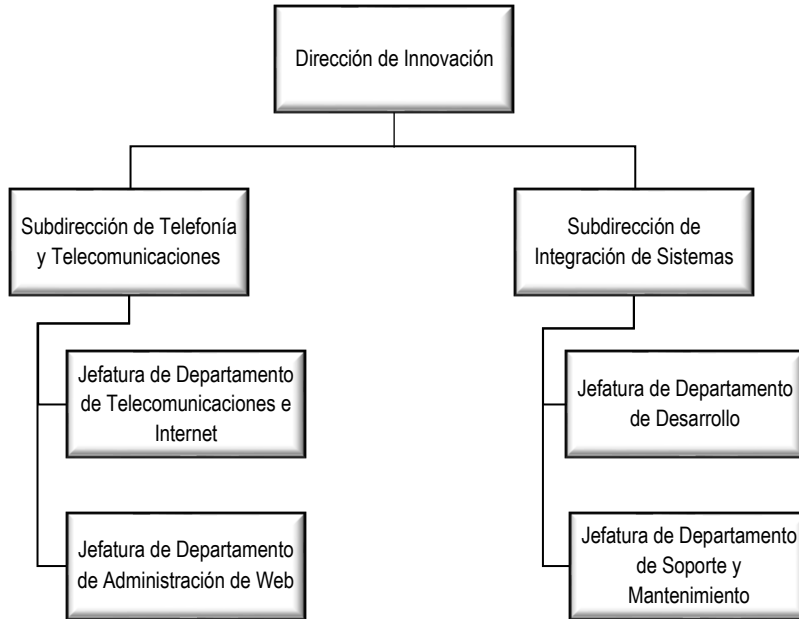 Dirección de Innovación
Subdirección de Telefonía
y Telecomunicaciones
Subdirección de
Integración de Sistemas
Jefatura de Departamento
de Telecomunicaciones e
Internet
Jefatura de Departamento
de Desarrollo
Jefatura de Departamento
de Administración de Web
Jefatura de Departamento
de Soporte y
Mantenimiento